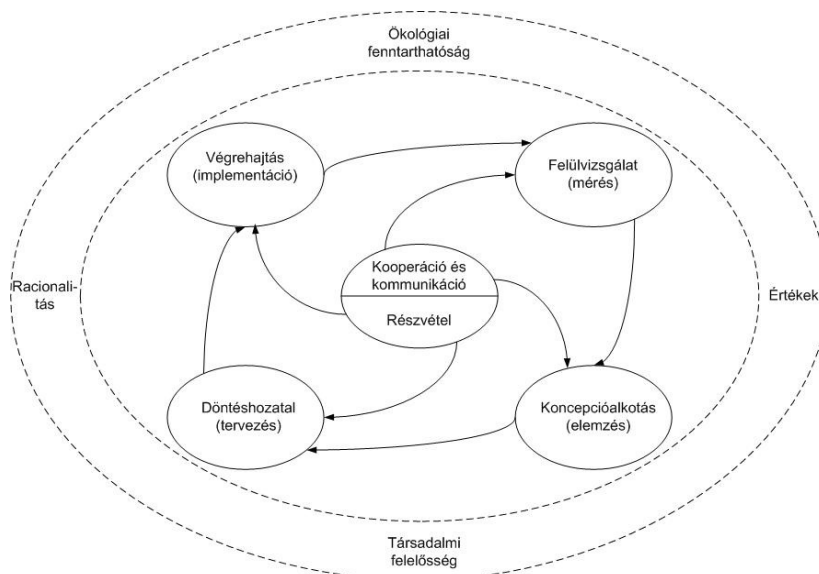 Ökológiai
fenntarthatóság
Végrehajtás
(implementáció)
Felülvizsgálat
(mérés)
Kooperáció és
kommunikáció
Részvétel
Racionali-
tás
Értékek
Döntéshozatal
(tervezés)
Koncepcióalkotás
(elemzés)
Társadalmi
felelősség